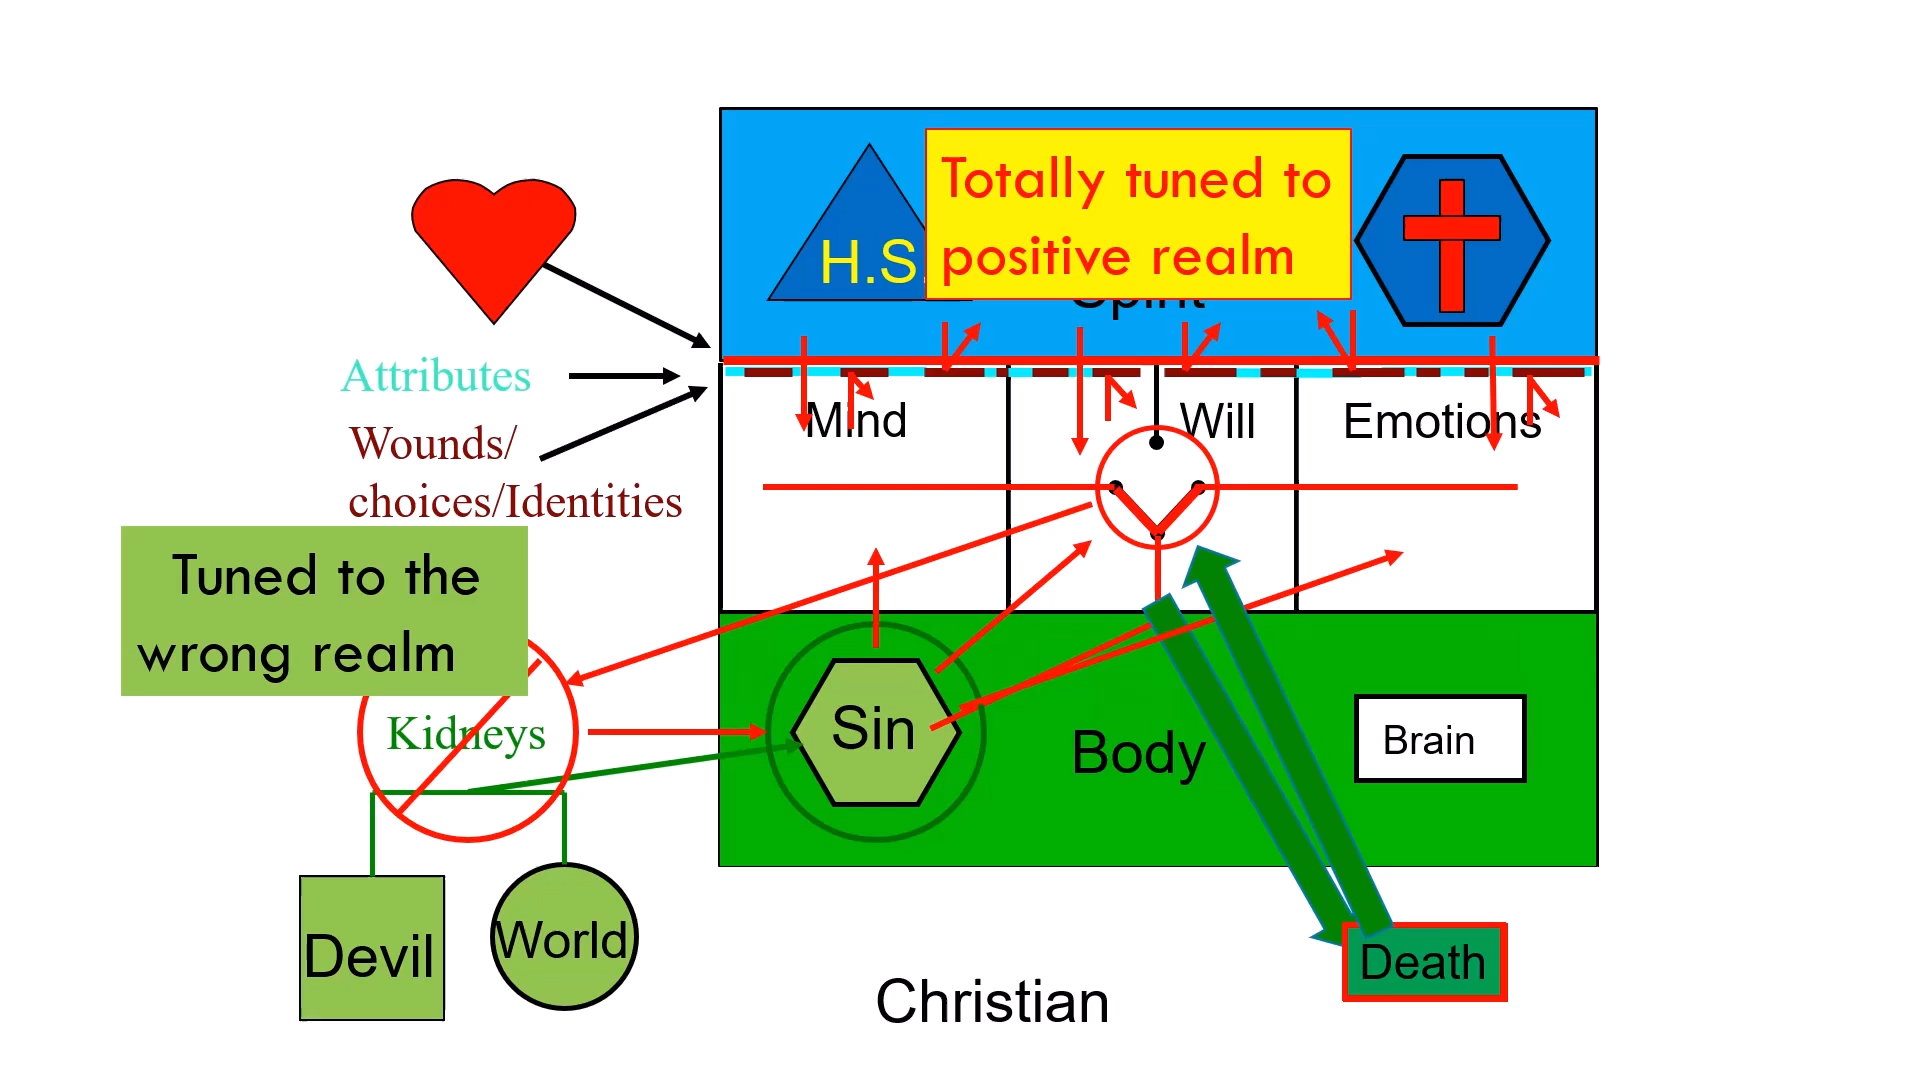 Totally tuned to
positive realm
H.S.
Spirit
Attributes
Wounds/
choices/Identities
Mind
Will
Emotions
Tuned to the
wrong realm
Kidneys
Sin
Body
Brain
Devil
World
Death
Christian